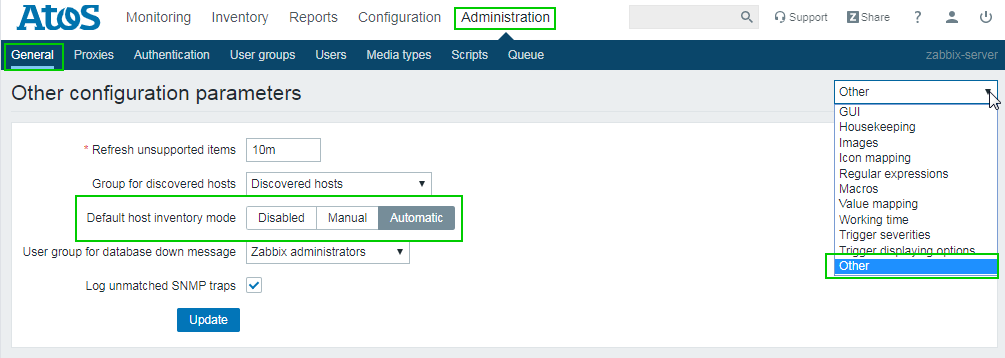 Atos
Monitoring Inventory Reports Configuration Administration Support Z Share ?
General Proxies Authentication User groups Users Media types Scripts Queue zabbix-server
Other configuration parameters
Other
GUI
Housekeeping
Images
Icon mapping
Regular expressions
Macros
Value mapping
Working time
Trigger severities
Trigger displaying options
Other
* Refresh unsupported items 10m
Group for discovered hosts Discovered hosts
Default host inventory mode Disabled Manual Automatic
User group for database down message Zabbix administrators
Log unmatched SNMP traps
Update